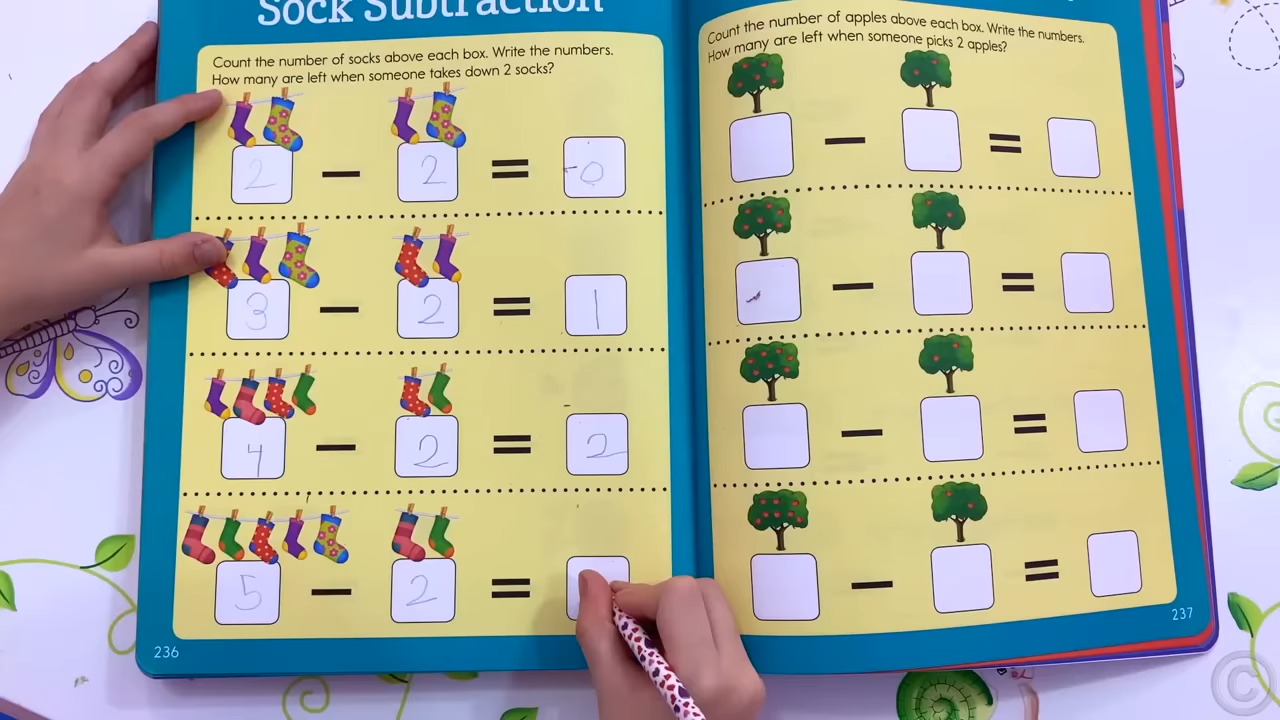 Sock Subtraction
Count the number of socks above each box. Write the numbers.
How many are left when someone takes down 2 socks?
2 − 2 = 0
3 − 2 = 1
4 − 2 = 2
5 − 2 =
236
Count the number of apples above each box. Write the numbers.
How many are left when someone picks 2 apples?
− =
− =
− =
− =
237
©